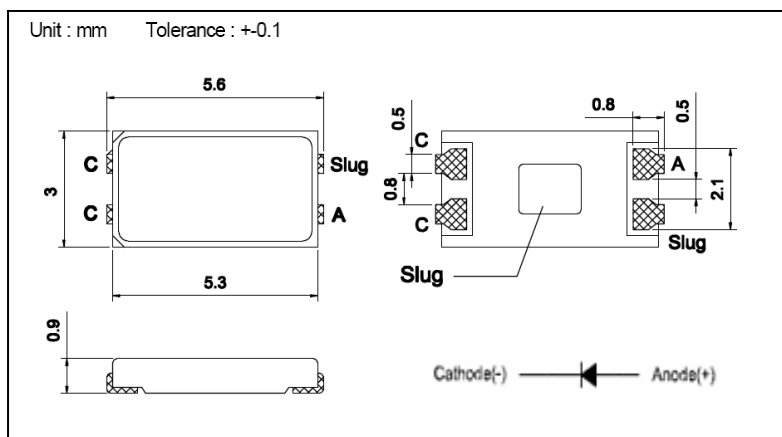 Unit : mm Tolerance : +-0.1
5.6
C
Slug
3
C
A
5.3
0.9
0.8
0.5
0.5
C
A
0.8
2.1
C
Slug
Slug
Cathode(-) Anode(+)